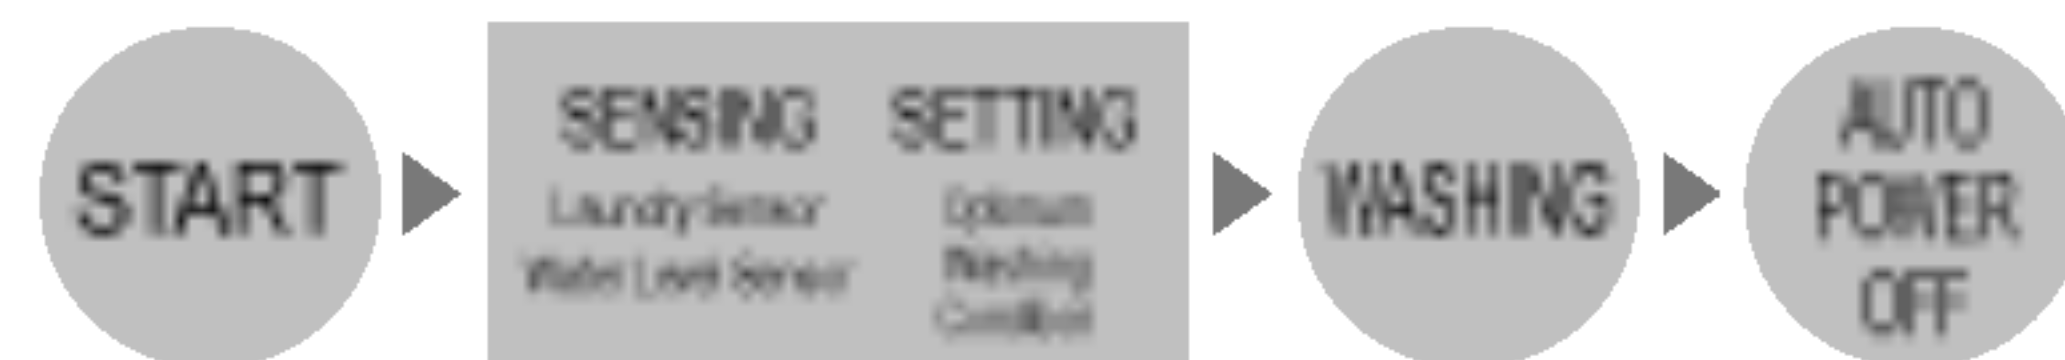 START
SENSING
Laundry Sensor
Water Level Sensor
SETTING
Optimum
Washing
Condition
WASHING
AUTO
POWER
OFF